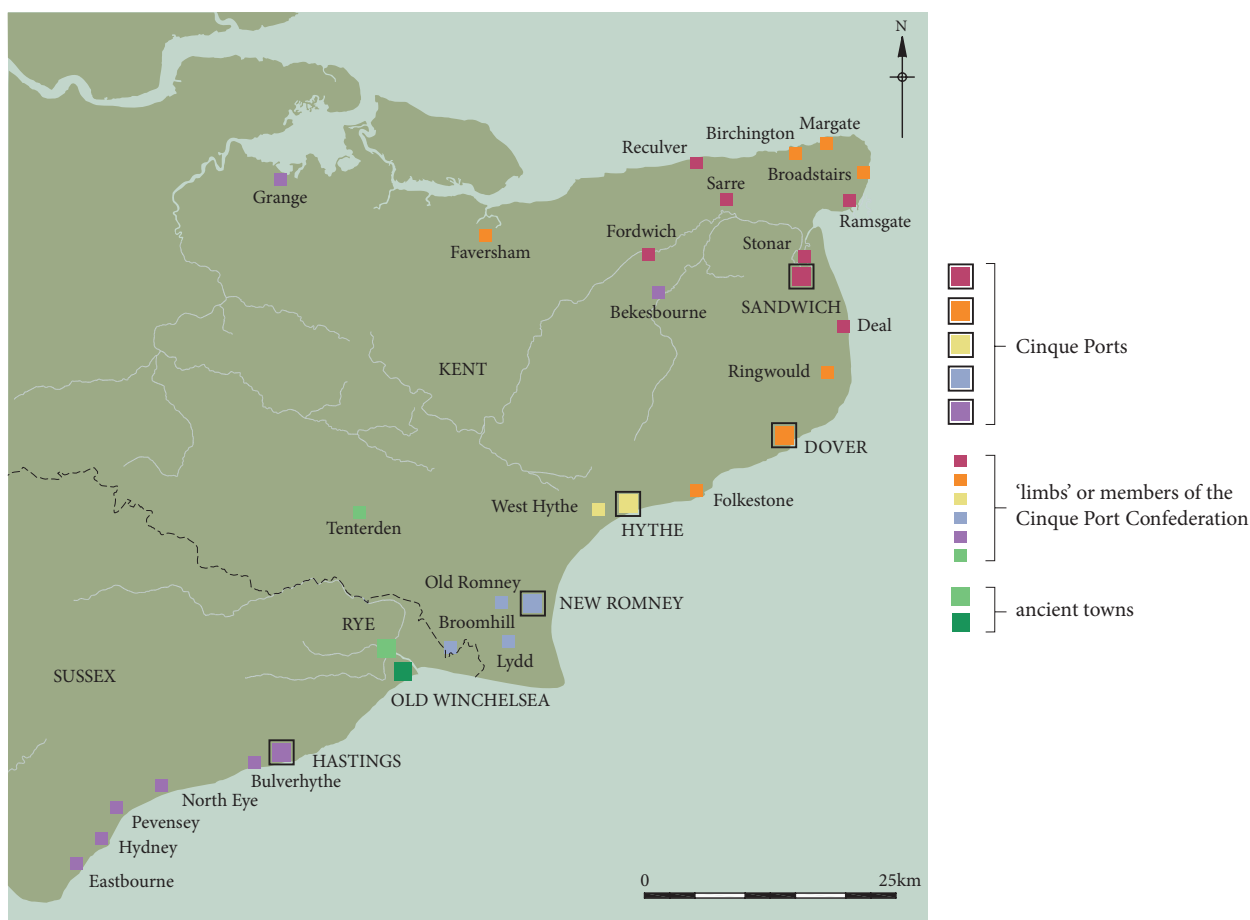 N
Margate
Birchington
Reculver
Broadstairs
Sarre
Grange
Ramsgate
Fordwich
Stonar
Faversham
SANDWICH
Bekesbourne
Deal
Cinque Ports
KENT
Ringwould
DOVER
Folkestone
West Hythe
‘limbs’ or members of the
Cinque Port Confederation
Tenterden
HYTHE
Old Romney
NEW ROMNEY
ancient towns
RYE
Broomhill
Lydd
SUSSEX
OLD WINCHELSEA
HASTINGS
Bulverhythe
North Eye
Pevensey
Hydney
Eastbourne
0 25km